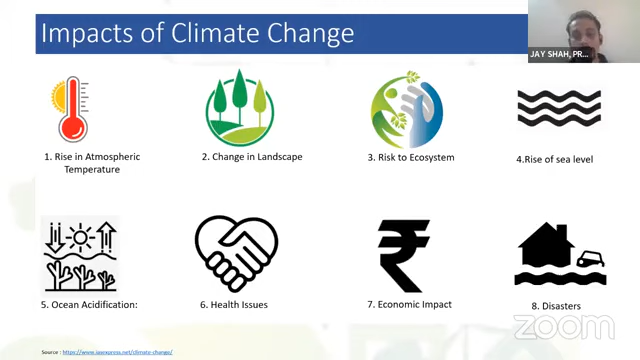 Impacts of Climate Change
JAY SHAH, PR...
1. Rise in Atmospheric
Temperature
2. Change in Landscape
3. Risk to Ecosystem
4.Rise of sea level
5. Ocean Acidification:
6. Health Issues
7. Economic Impact
8. Disasters
zoom
Source : https://www.iasexpress.net/climate-change/